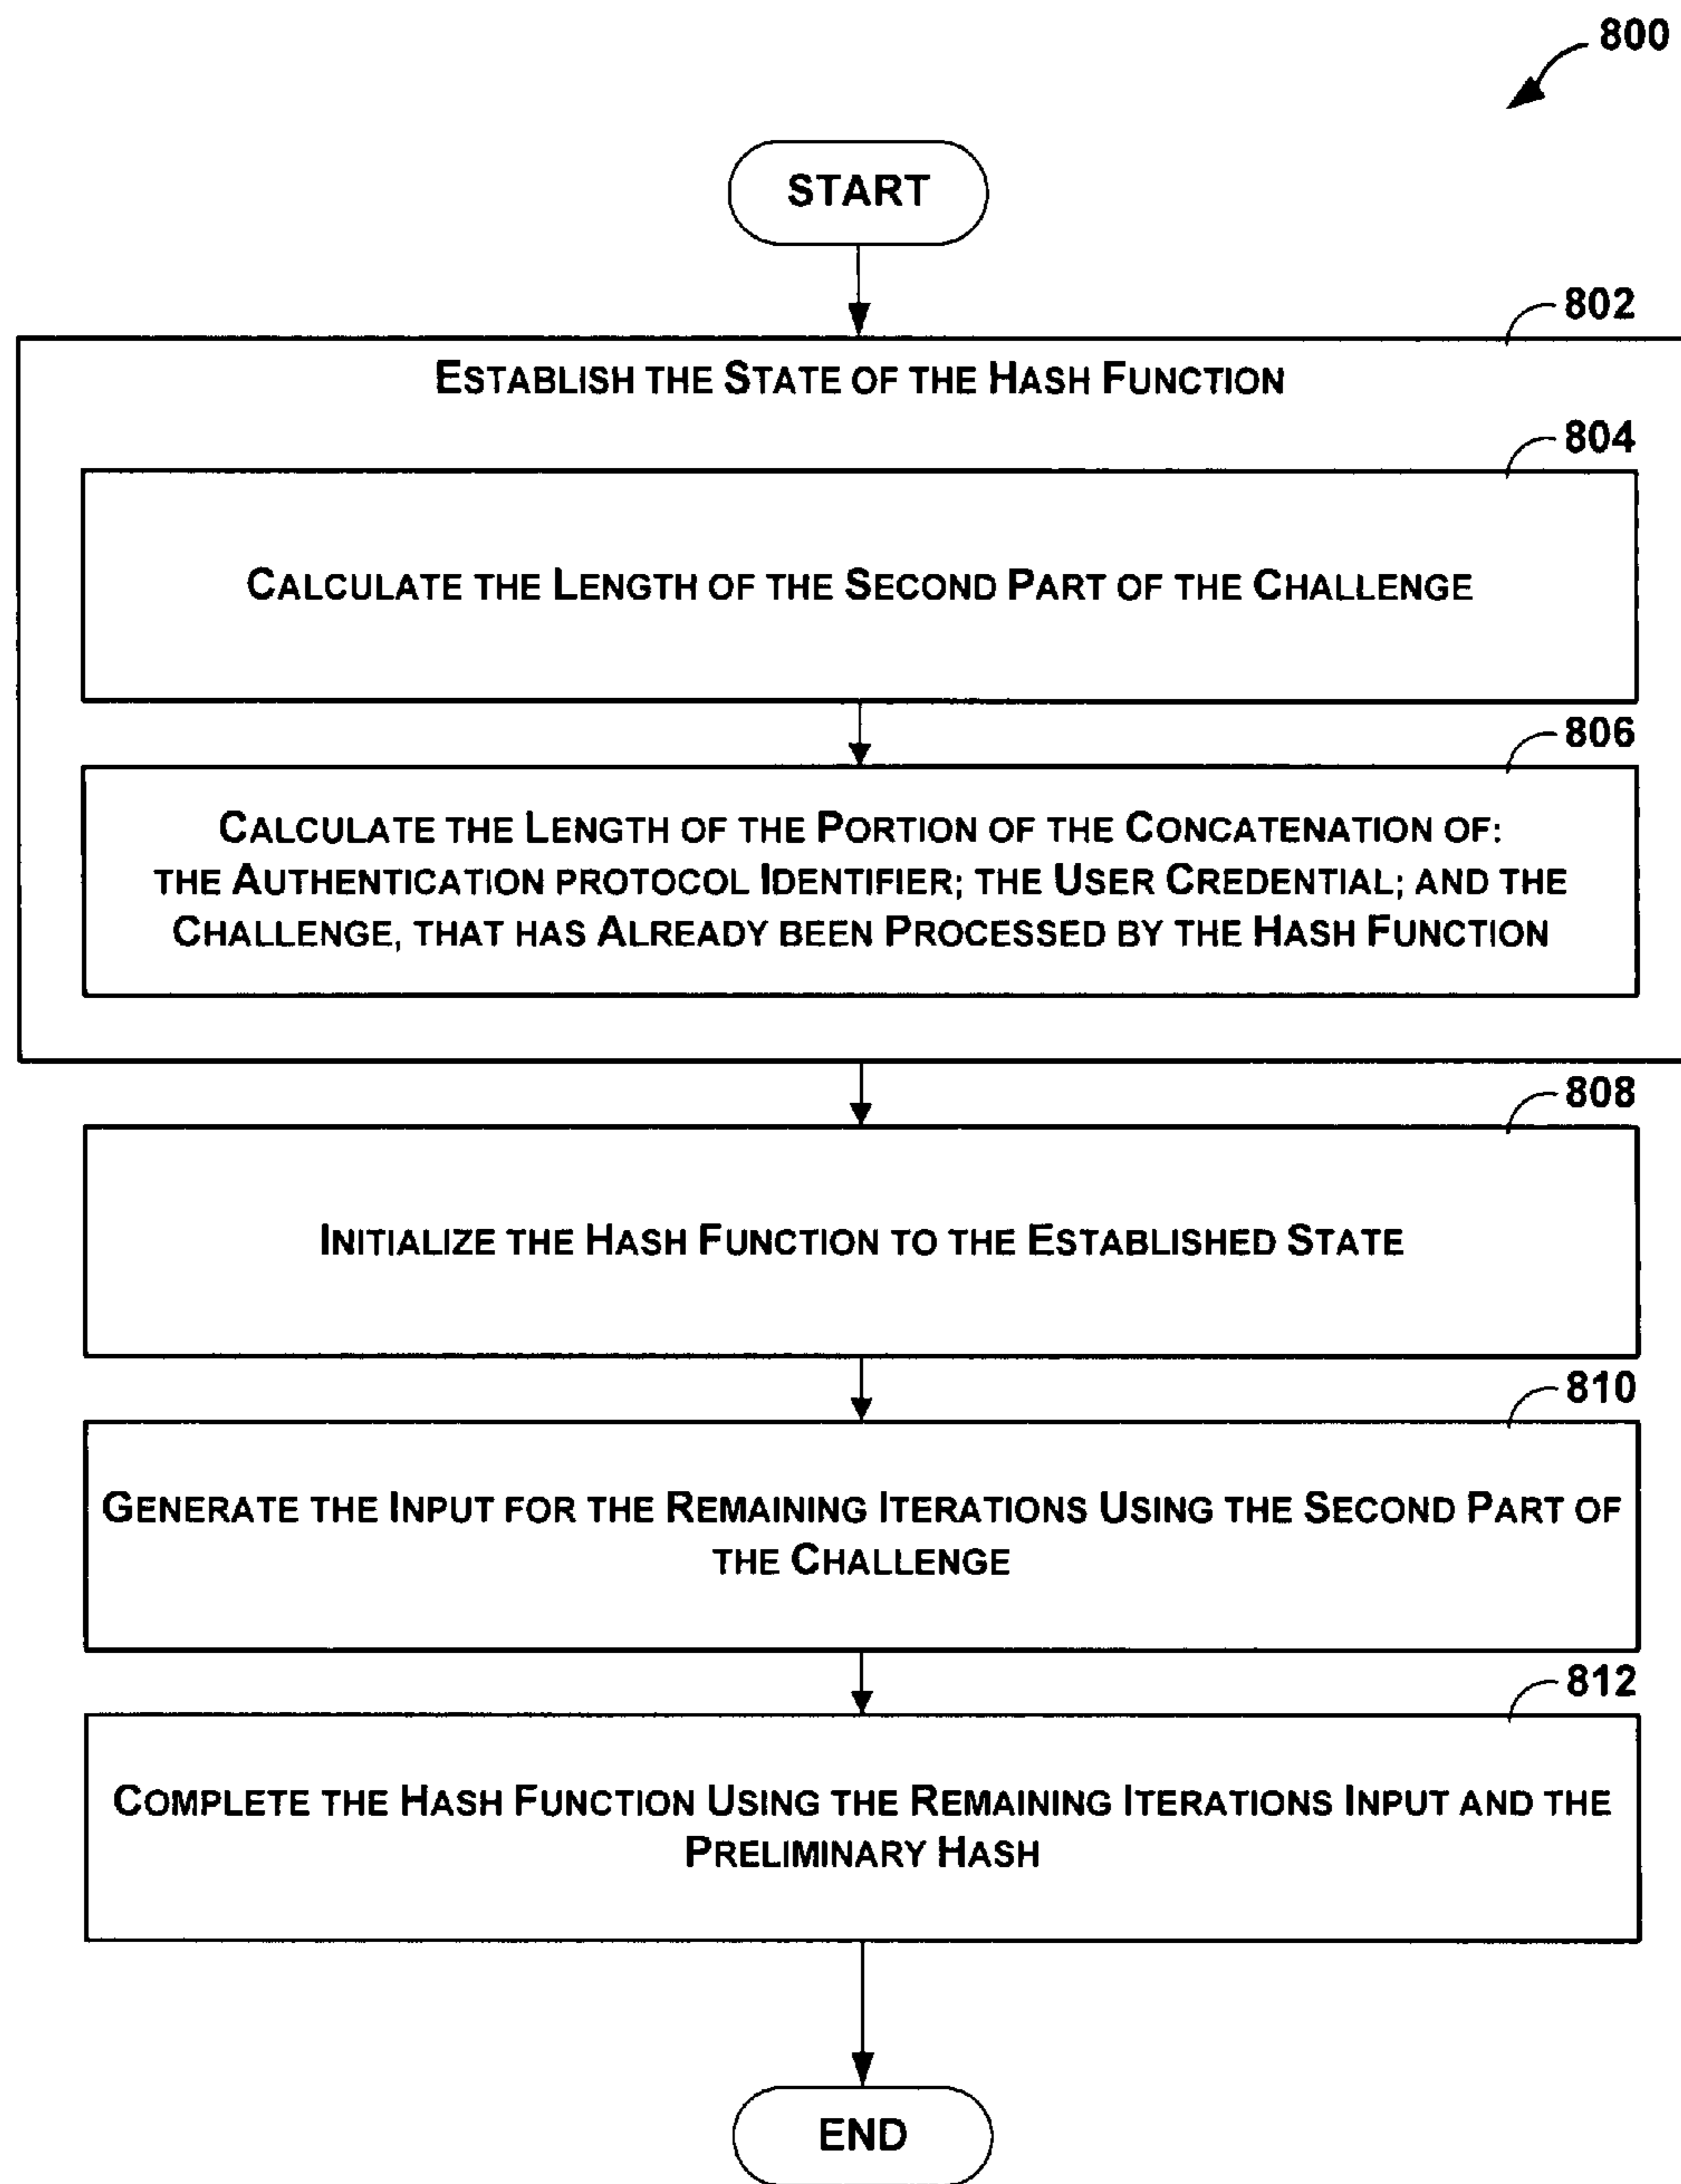 800
START
802
ESTABLISH THE STATE OF THE HASH FUNCTION
804
CALCULATE THE LENGTH OF THE SECOND PART OF THE CHALLENGE
806
CALCULATE THE LENGTH OF THE PORTION OF THE CONCATENATION OF:
THE AUTHENTICATION PROTOCOL IDENTIFIER; THE USER CREDENTIAL; AND THE
CHALLENGE, THAT HAS ALREADY BEEN PROCESSED BY THE HASH FUNCTION
808
INITIALIZE THE HASH FUNCTION TO THE ESTABLISHED STATE
810
GENERATE THE INPUT FOR THE REMAINING ITERATIONS USING THE SECOND PART OF
THE CHALLENGE
812
COMPLETE THE HASH FUNCTION USING THE REMAINING ITERATIONS INPUT AND THE
PRELIMINARY HASH
END